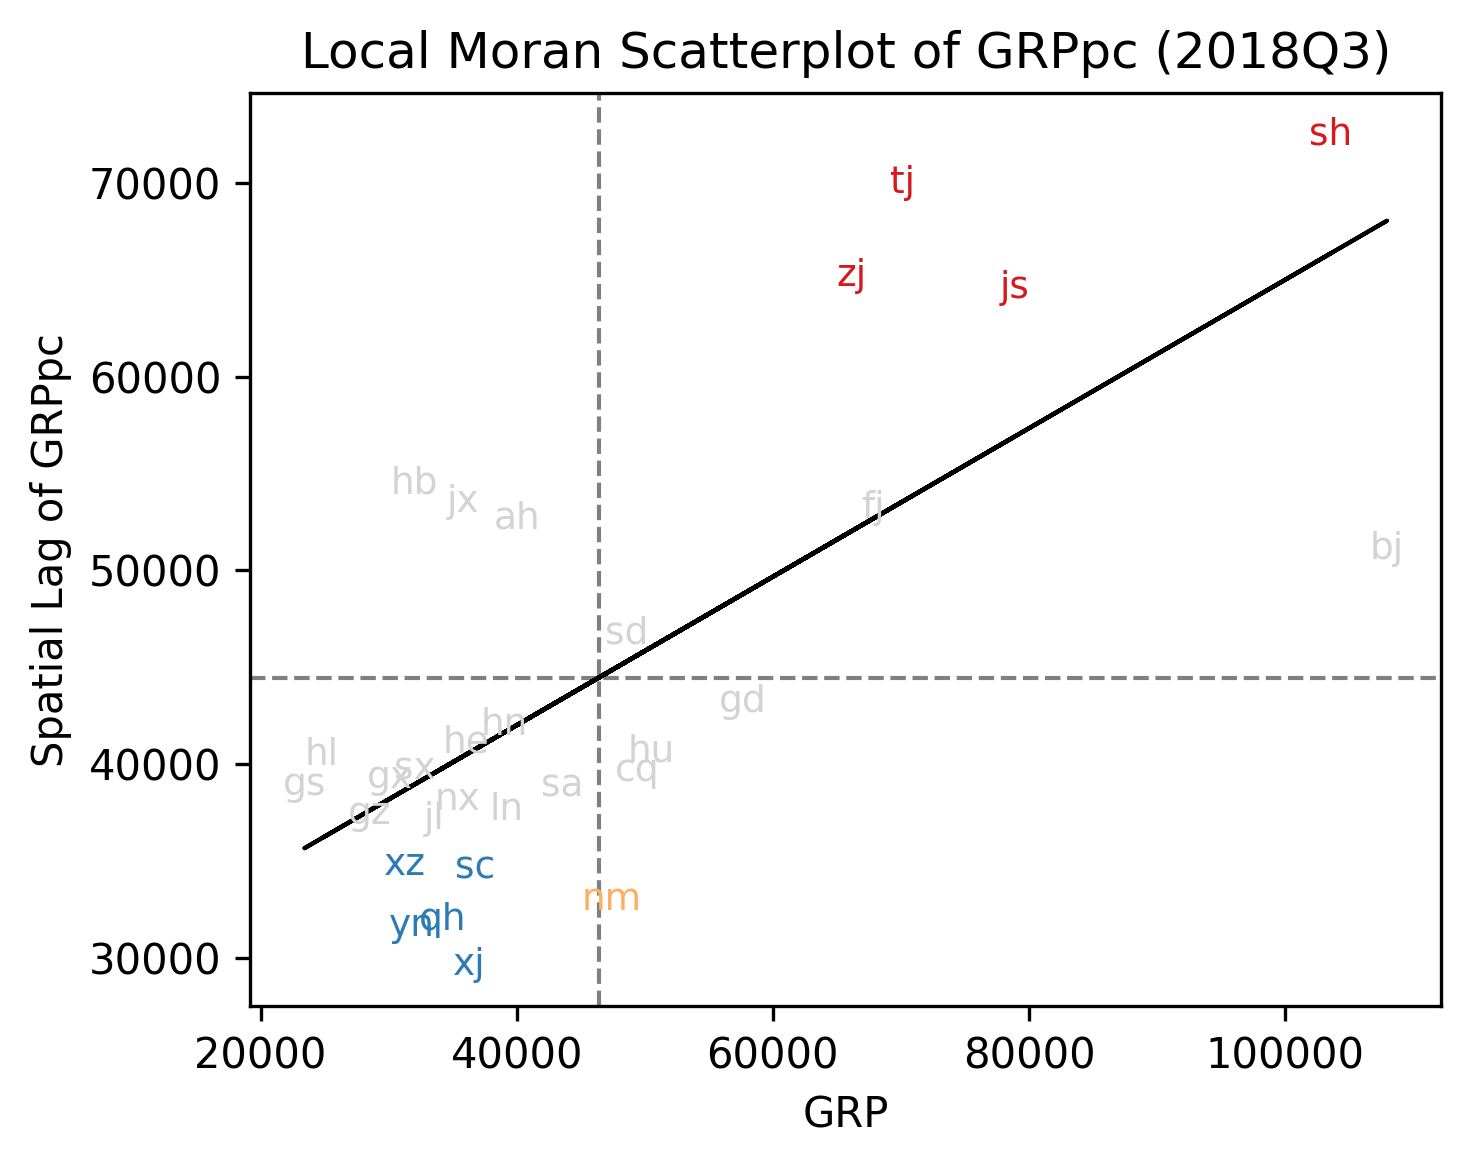 Local Moran Scatterplot of GRPpc (2018Q3)
Spatial Lag of GRPpc
70000
60000
50000
40000
30000
sh
tj
zj
js
hb
jx
ah
fj
bj
sd
gd
hn
he
hu
hl
sx
cq
gs
gx
sa
nx
gz
jl
ln
xz
sc
nm
yn
qh
xj
20000
40000
60000
80000
100000
GRP